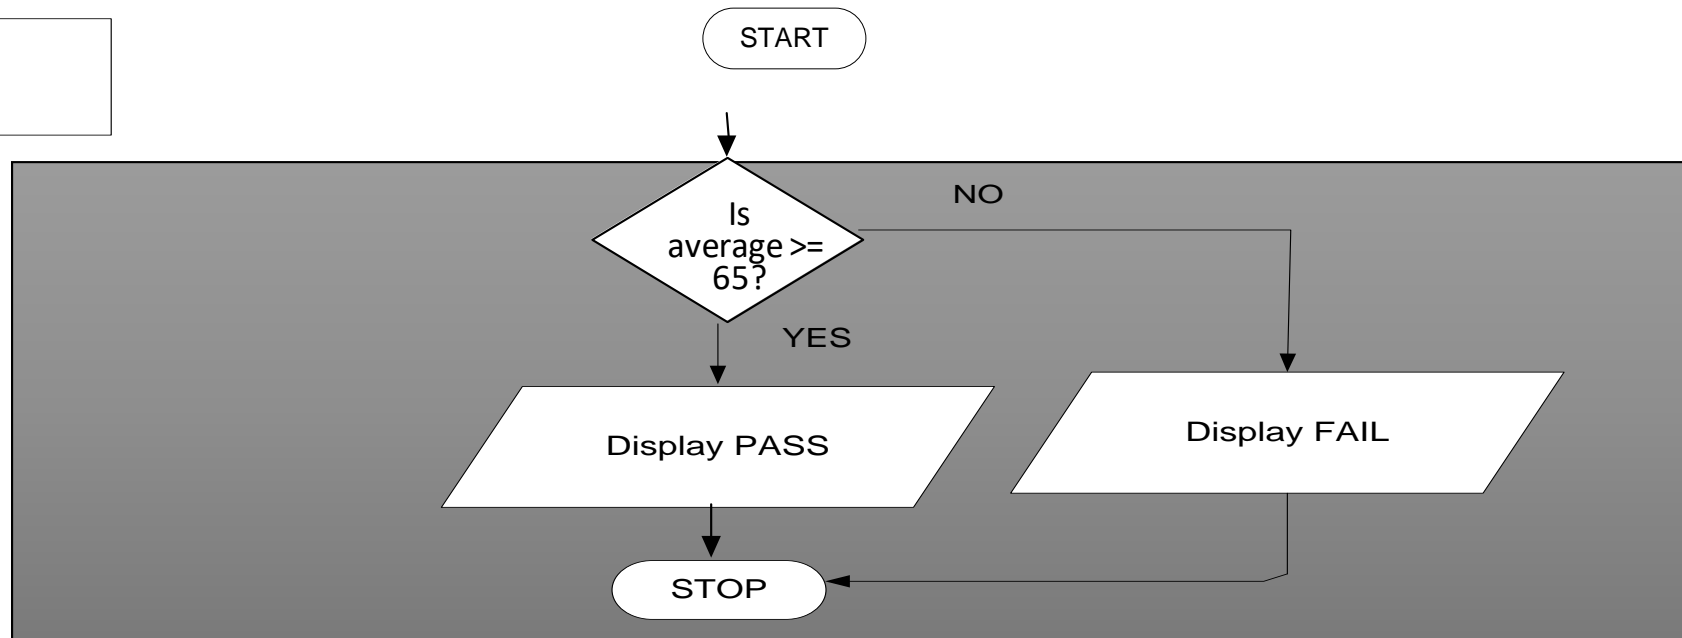 START
NO
Is
average >=
65?
YES
Display PASS
Display FAIL
STOP